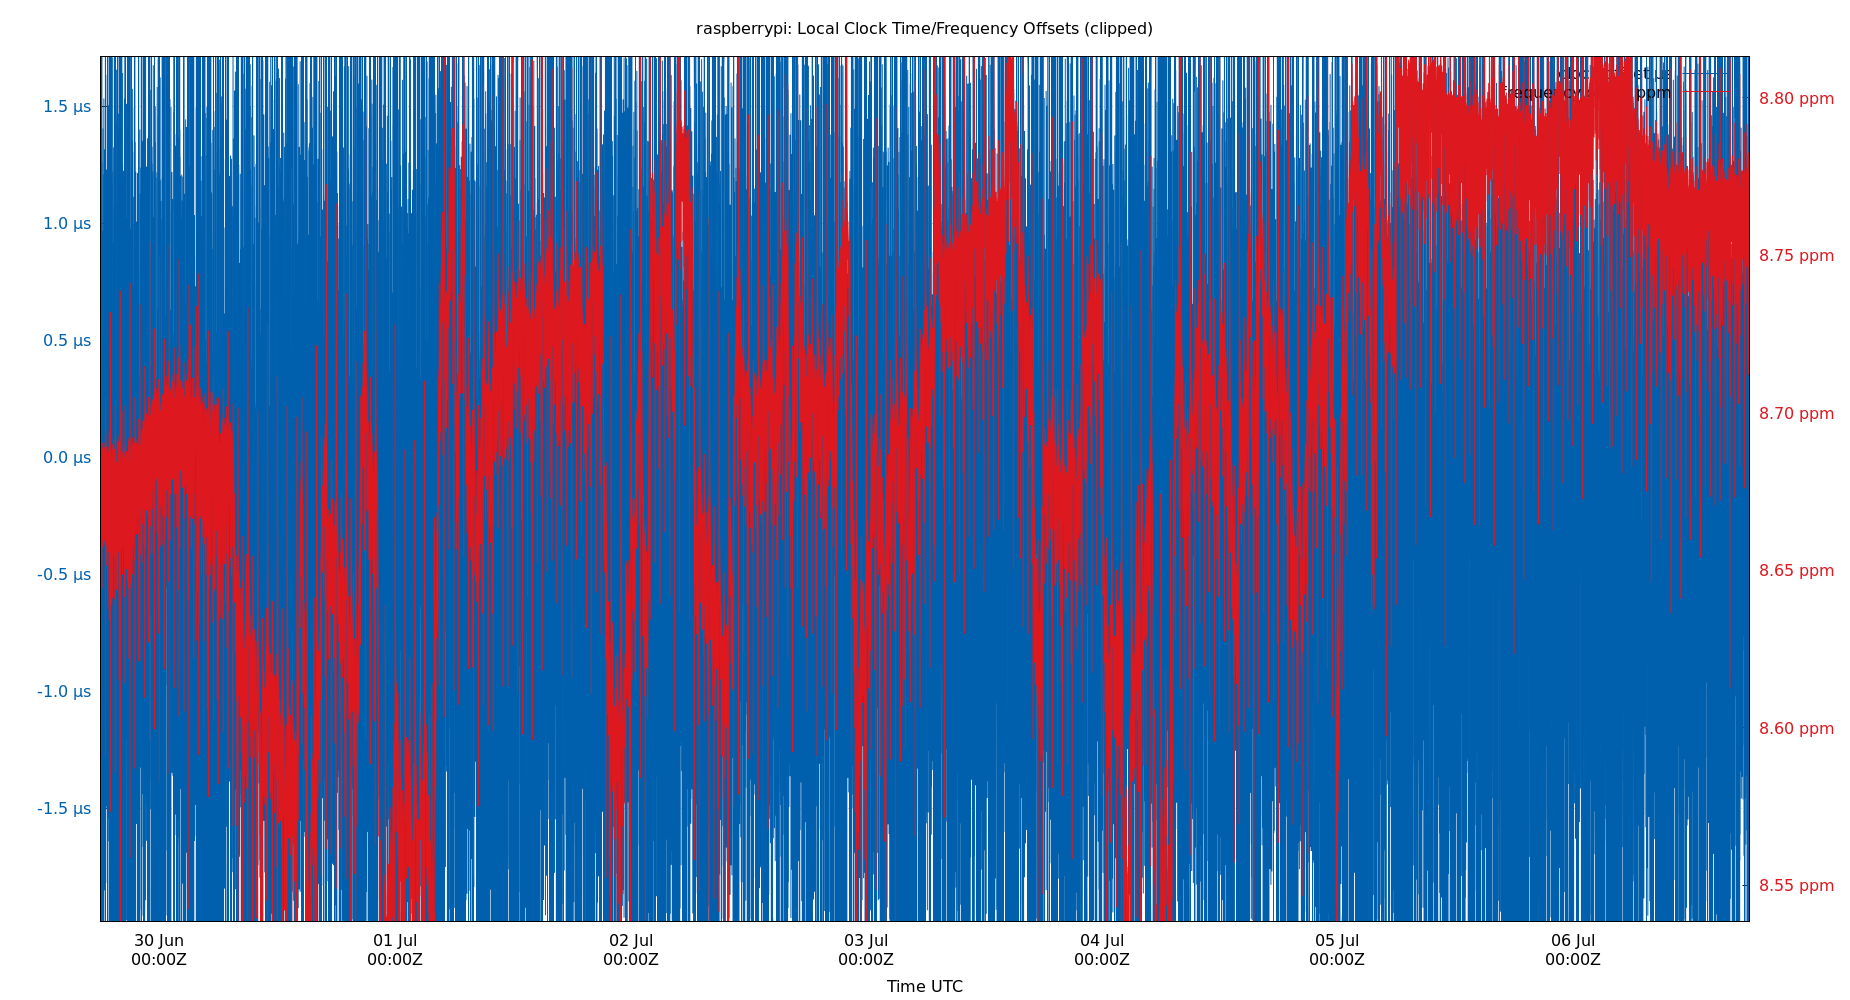 raspberrypi: Local Clock Time/Frequency Offsets (clipped)
ppm
1.5 µs
1.0 µs
0.5 µs
0.0 µs
-0.5 µs
-1.0 µs
-1.5 µs
8.80 ppm
8.75 ppm
8.70 ppm
8.65 ppm
8.60 ppm
8.55 ppm
30 Jun 01 Jul 02 Jul 03 Jul 04 Jul 05 Jul 06 Jul
00:00Z 00:00Z 00:00Z 00:00Z 00:00Z 00:00Z 00:00Z
Time UTC